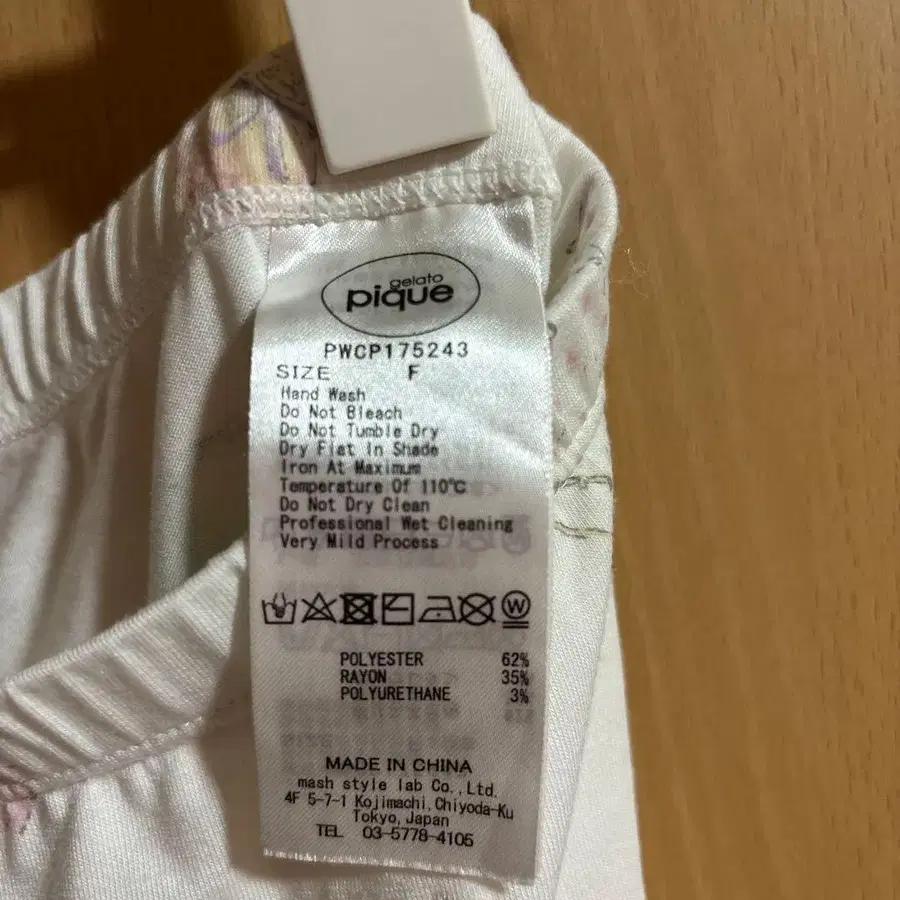 gelato
pique
PWCP175243
SIZE F
Hand Wash
Do Not Bleach
Do Not Tumble Dry
Dry Flat In Shade
Iron At Maximum
Temperature Of 110℃
Do Not Dry Clean
Professional Wet Cleaning
Very Mild Process
W
POLYESTER 62%
RAYON 35%
POLYURETHANE 3%
MADE IN CHINA
mash style lab Co.,Ltd.
4F 5-7-1 Kojimachi,Chiyoda-Ku
Tokyo,Japan
TEL 03-5778-4105